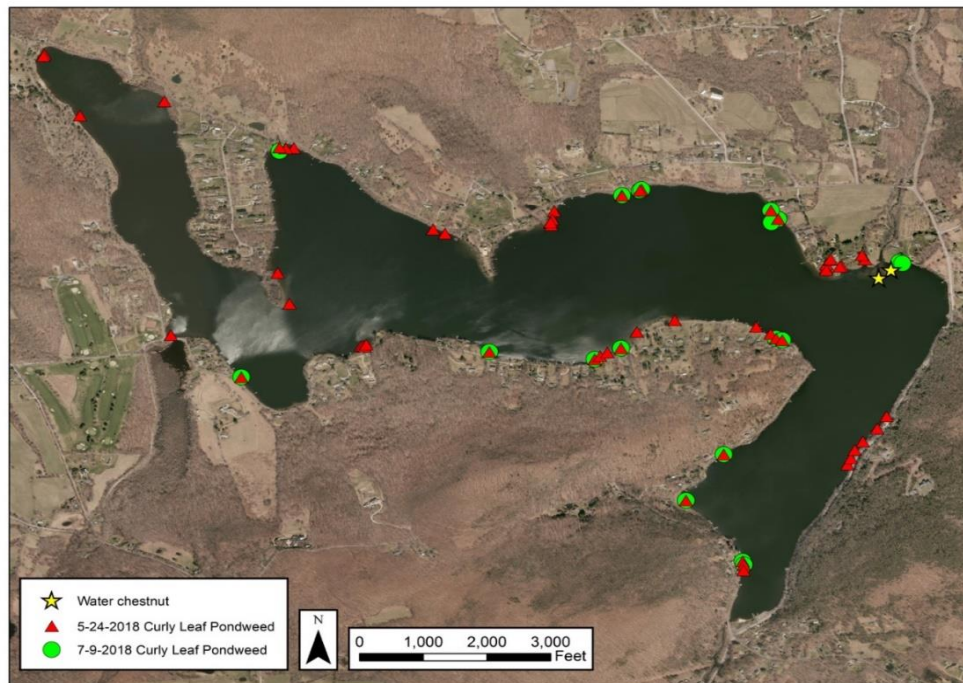 Water chestnut
5-24-2018 Curly Leaf Pondweed
7-9-2018 Curly Leaf Pondweed
N
0 1,000 2,000 3,000
Feet